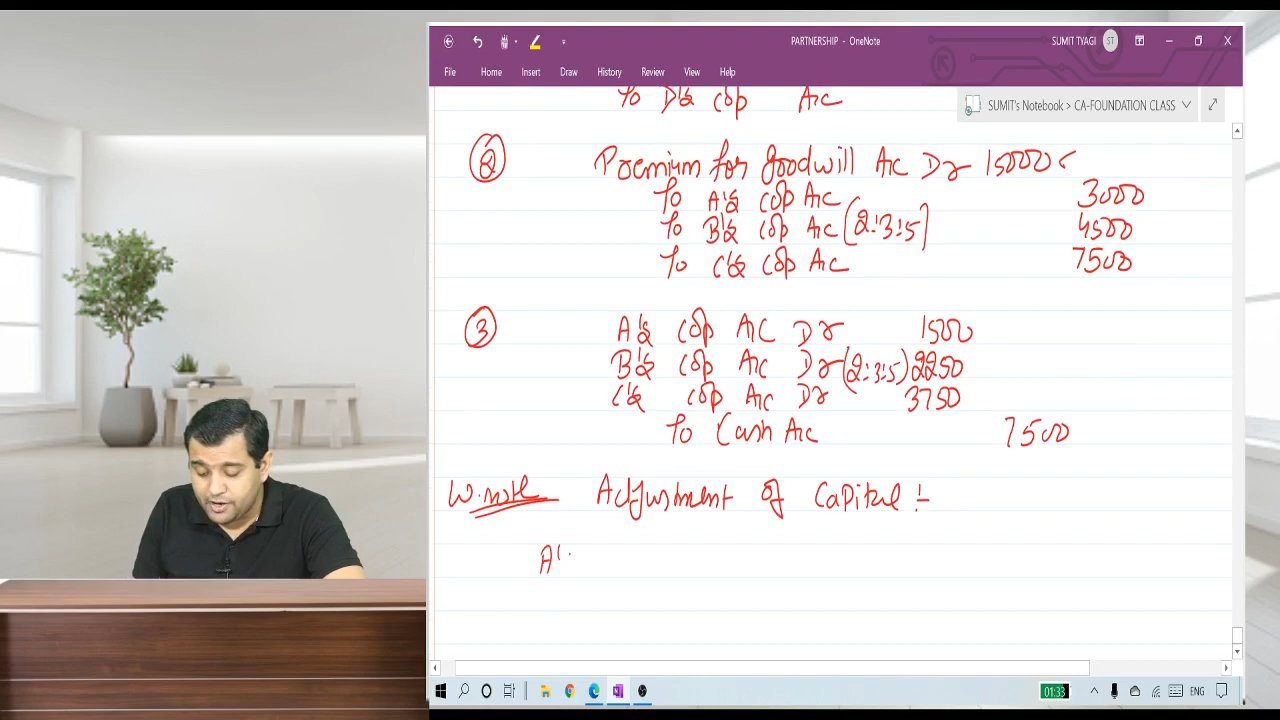 PARTNERSHIP - OneNote
SUMIT TYAGI ST
File Home Insert Draw History Review View Help
SUMIT's Notebook > CA-FOUNDATION CLASS
To D's cap A/c
2 Premium for goodwill A/c Dr 15000
To A's cap A/c 3000
To B's cap A/c (2:3:5) 4500
To C's cap A/c 7500
3 A's cap A/c Dr 1500
B's cap A/c Dr (2:3:5) 2250
C's cap A/c Dr 3750
To Cash A/c 7500
W.note Adjustment of Capital :-
A'
01:33 ENG